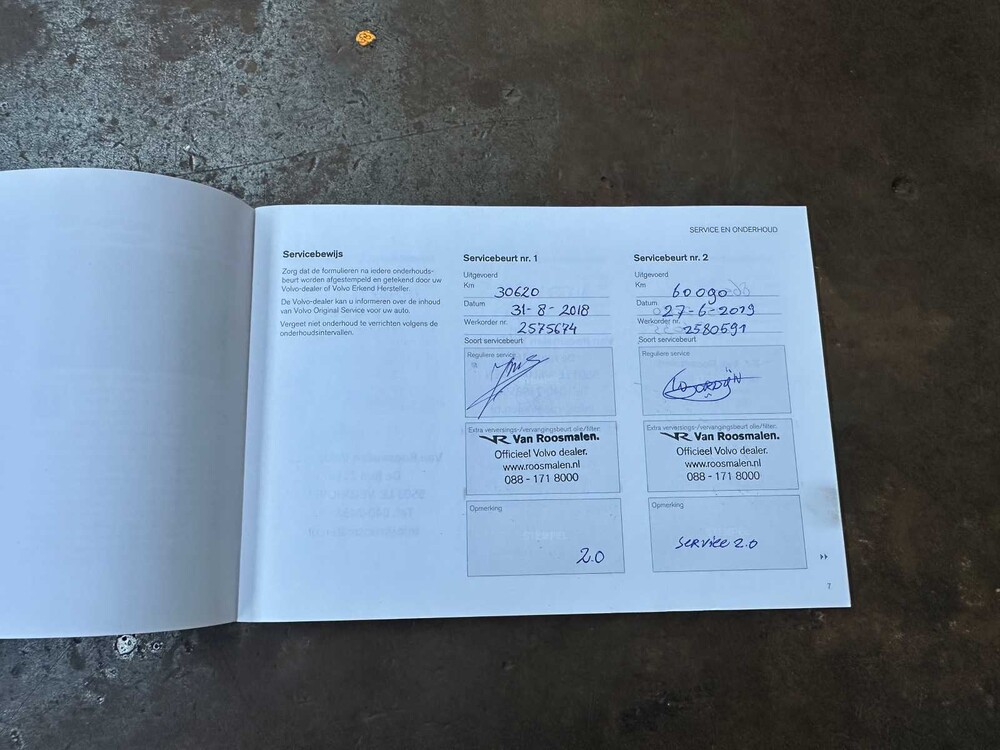 SERVICE EN ONDERHOUD
Servicebewijs
Zorg dat de formulieren na iedere onderhouds-
beurt worden afgestempeld en getekend door uw
Volvo-dealer of Volvo Erkend Hersteller.
De Volvo-dealer kan u informeren over de inhoud
van Volvo Original Service voor uw auto.
Vergeet niet onderhoud te verrichten volgens de
onderhoudsintervallen.
Servicebeurt nr. 1
Uitgevoerd
Km 30620
Datum 31-8-2018
Werkorder nr. 2575674
Soort servicebeurt
Reguliere service
Extra verversings-/vervangingsbeurt olie/filter:
VR Van Roosmalen.
Officieel Volvo dealer.
www.roosmalen.nl
088 - 171 8000
Opmerking
2.0
Servicebeurt nr. 2
Uitgevoerd
Km 60090
Datum 27-6-2019
Werkorder nr. 2580591
Soort servicebeurt
Reguliere service
Extra verversings-/vervangingsbeurt olie/filter:
VR Van Roosmalen.
Officieel Volvo dealer.
www.roosmalen.nl
088 - 171 8000
Opmerking
Service 2.0
7